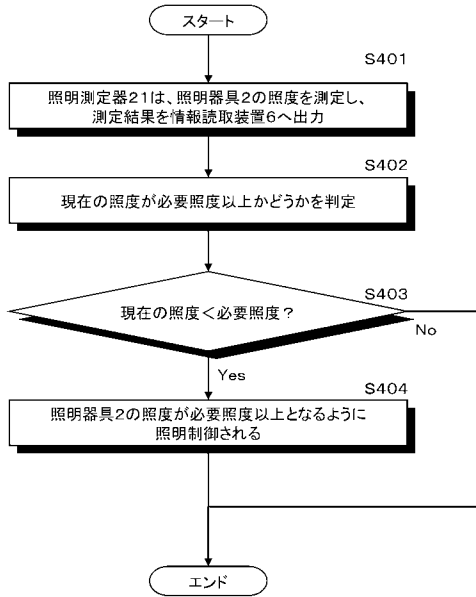 スタート
S401
照明測定器21は、照明器具2の照度を測定し、
測定結果を情報読取装置6へ出力
S402
現在の照度が必要照度以上かどうかを判定
S403
現在の照度＜必要照度？
No
Yes
S404
照明器具2の照度が必要照度以上となるように
照明制御される
エンド